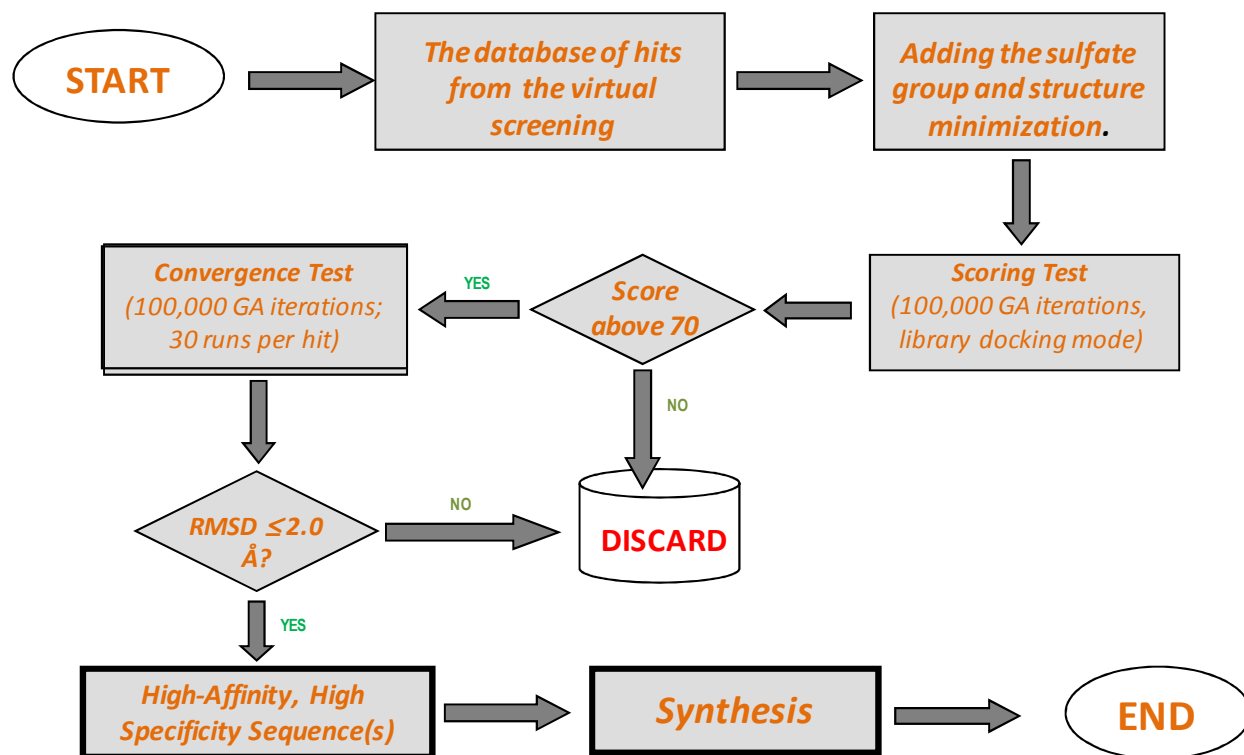 START
The database of hits
from the virtual
screening
Adding the sulfate
group and structure
minimization.
Scoring Test
(100,000 GA iterations,
library docking mode)
Score
above 70
YES
NO
Convergence Test
(100,000 GA iterations;
30 runs per hit)
RMSD ≤2.0
Å?
NO
DISCARD
YES
High-Affinity, High
Specificity Sequence(s)
Synthesis
END